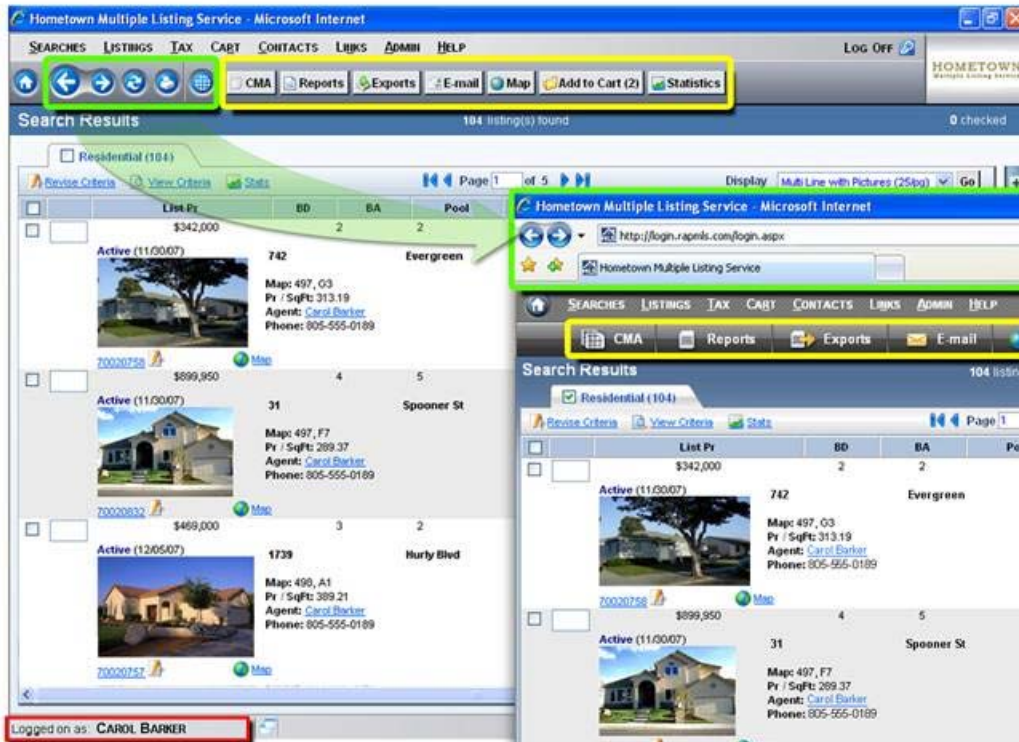 Hometown Multiple Listing Service - Microsoft Internet
SEARCHES LISTINGS TAX CART CONTACTS LINKS ADMIN HELP
LOG OFF
HOMETOWN
Multiple Listing Service
CMA Reports Exports E-mail Map Add to Cart (2) Statistics
Search Results
104 listing(s) found
0 checked
Residential (104)
Revise Criteria View Criteria Stats
Page 1 of 5
Display Multi Line with Pictures (25/pg) Go
List Pr BD BA Pool
$342,000 2 2
Active (11/30/07)
742 Evergreen
Map: 497, G3
Pr / SqFt: 313.19
Agent: Carol Barker
Phone: 805-555-0189
70020758 Map
$899,950 4 5
Active (11/30/07)
31 Spooner St
Map: 497, F7
Pr / SqFt: 289.37
Agent: Carol Barker
Phone: 805-555-0189
70020832 Map
$469,000 3 2
Active (12/05/07)
1739 Hurly Blvd
Map: 498, A1
Pr / SqFt: 389.21
Agent: Carol Barker
Phone: 805-555-0189
70020757 Map
Logged on as: CAROL BARKER
Hometown Multiple Listing Service - Microsoft Internet
http://login.rapmls.com/login.aspx
Hometown Multiple Listing Service
SEARCHES LISTINGS TAX CART CONTACTS LINKS ADMIN HELP
CMA Reports Exports E-mail
Search Results
104 listin
Residential (104)
Revise Criteria View Criteria Stats
Page 1
List Pr BD BA Po
$342,000 2 2
Active (11/30/07)
742 Evergreen
Map: 497, G3
Pr / SqFt: 313.19
Agent: Carol Barker
Phone: 805-555-0189
70020758 Map
$899,950 4 5
Active (11/30/07)
31 Spooner St
Map: 497, F7
Pr / SqFt: 289.37
Agent: Carol Barker
Phone: 805-555-0189